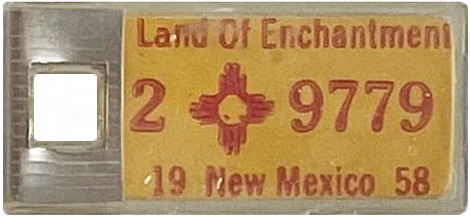 Land Of Enchantment
2 9779
19 New Mexico 58